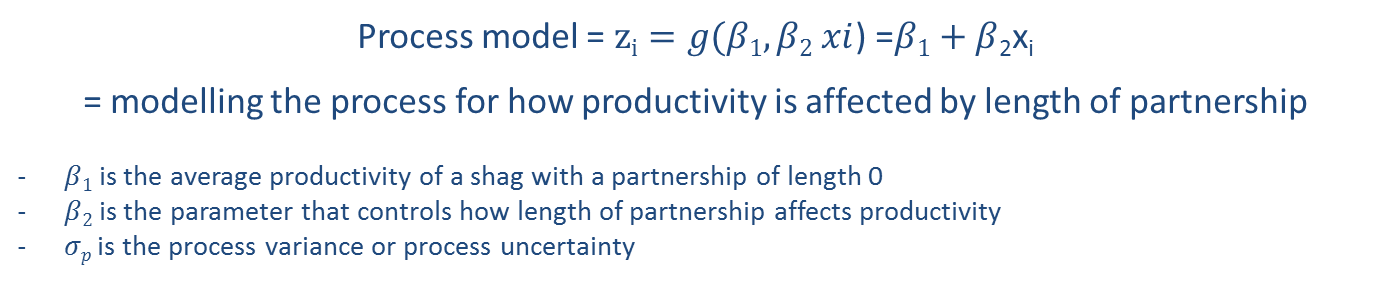 Process model = zᵢ = g(β₁, β₂ xi) =β₁ + β₂xᵢ
= modelling the process for how productivity is affected by length of partnership
- β₁ is the average productivity of a shag with a partnership of length 0
- β₂ is the parameter that controls how length of partnership affects productivity
- σₚ is the process variance or process uncertainty